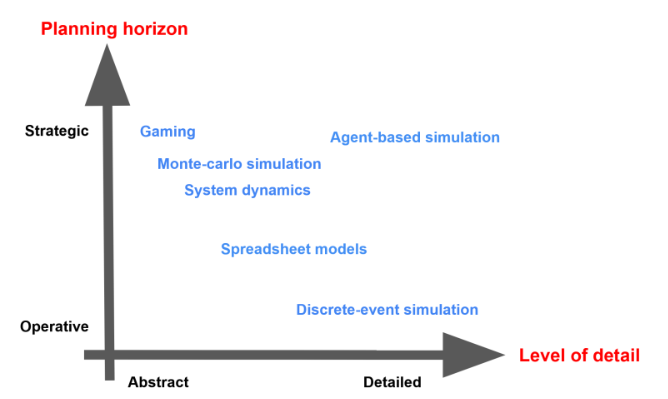 Planning horizon
Strategic
Gaming
Agent-based simulation
Monte-carlo simulation
System dynamics
Spreadsheet models
Discrete-event simulation
Operative
Level of detail
Abstract
Detailed